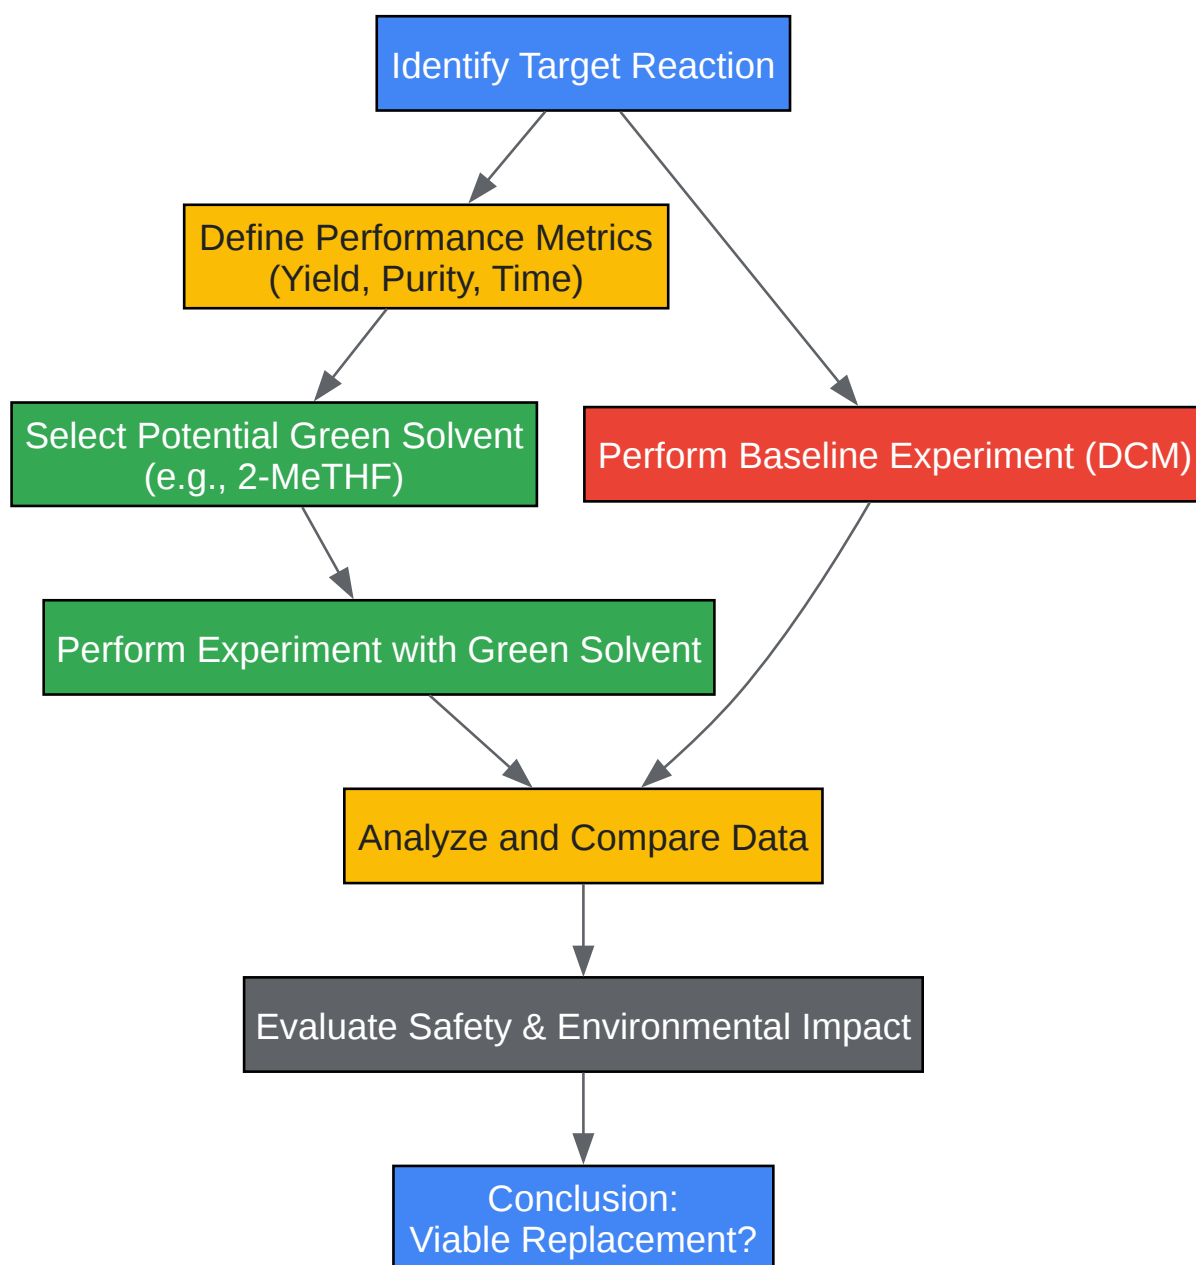 Identify Target Reaction
Define Performance Metrics
(Yield, Purity, Time)
Select Potential Green Solvent
(e.g., 2-MeTHF)
Perform Baseline Experiment (DCM)
Perform Experiment with Green Solvent
Analyze and Compare Data
Evaluate Safety & Environmental Impact
Conclusion:
Viable Replacement?